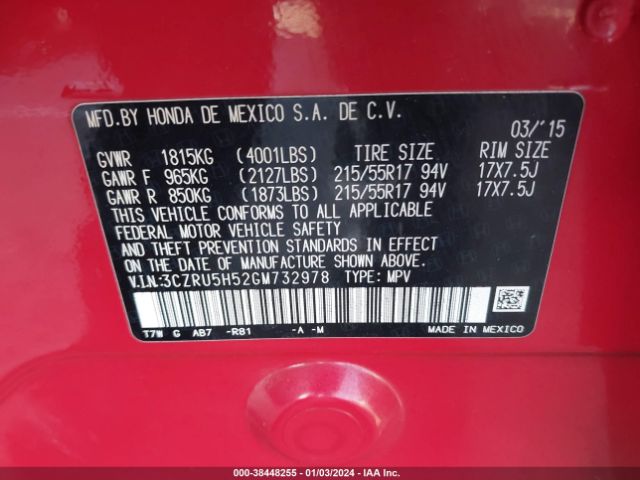 MFD.BY HONDA DE MEXICO S.A. DE C.V.
03/'15
GVWR 1815KG (4001LBS) TIRE SIZE RIM SIZE
GAWR F 965KG (2127LBS) 215/55R17 94V 17X7.5J
GAWR R 850KG (1873LBS) 215/55R17 94V 17X7.5J
THIS VEHICLE CONFORMS TO ALL APPLICABLE
FEDERAL MOTOR VEHICLE SAFETY
AND THEFT PREVENTION STANDARDS IN EFFECT
ON THE DATE OF MANUFACTURE SHOWN ABOVE.
V.I.N:3CZRU5H52GM732978 TYPE: MPV
T7W G AB7 -R81 -A -M MADE IN MEXICO
000-38448255 - 01/03/2024 - IAA Inc.